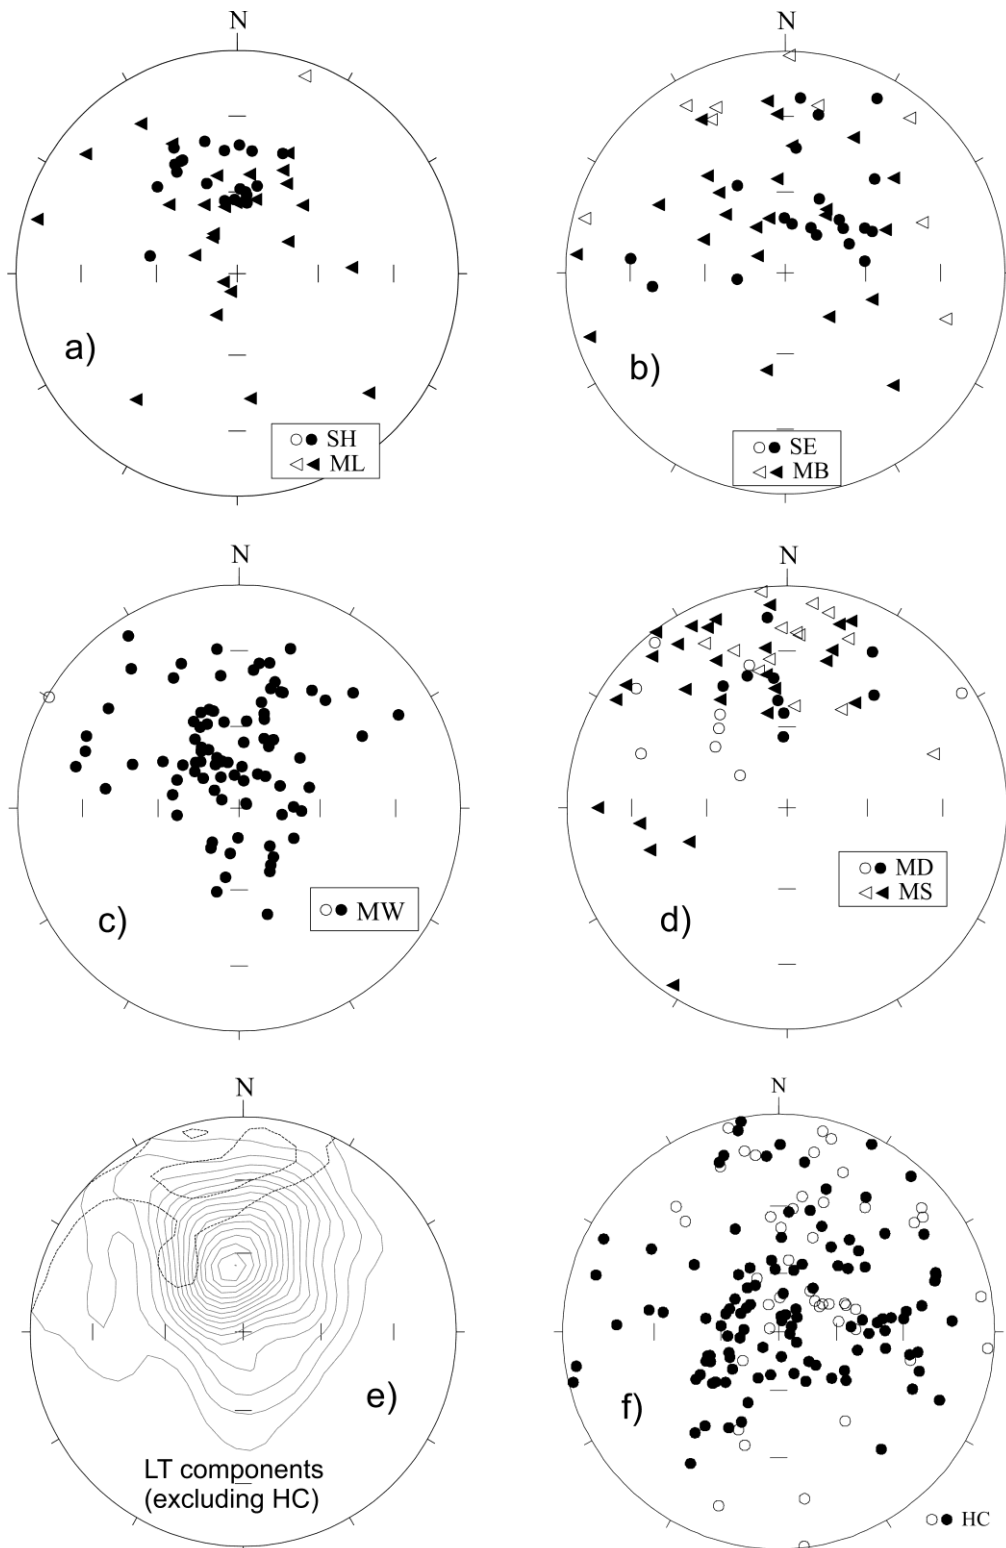 N
N
a)
b)
SH
ML
SE
MB
N
N
c)
MW
d)
MD
MS
N
N
e)
f)
LT components
(excluding HC)
HC